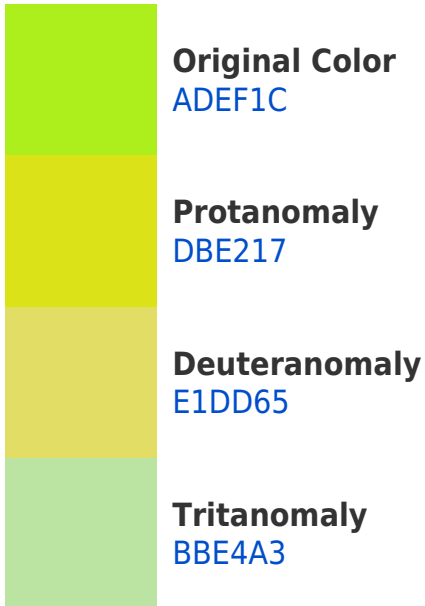 Original Color
ADEF1C
Protanomaly
DBE217
Deuteranomaly
E1DD65
Tritanomaly
BBE4A3